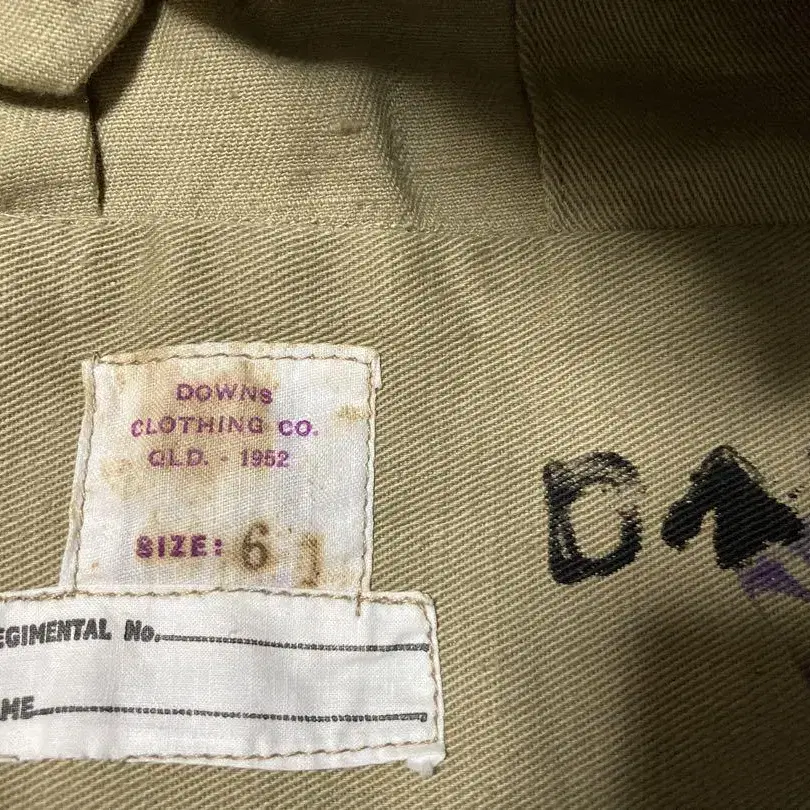 DOWNS
CLOTHING CO.
QLD. - 1952
SIZE: 6
EGIMENTAL No.
AME
D